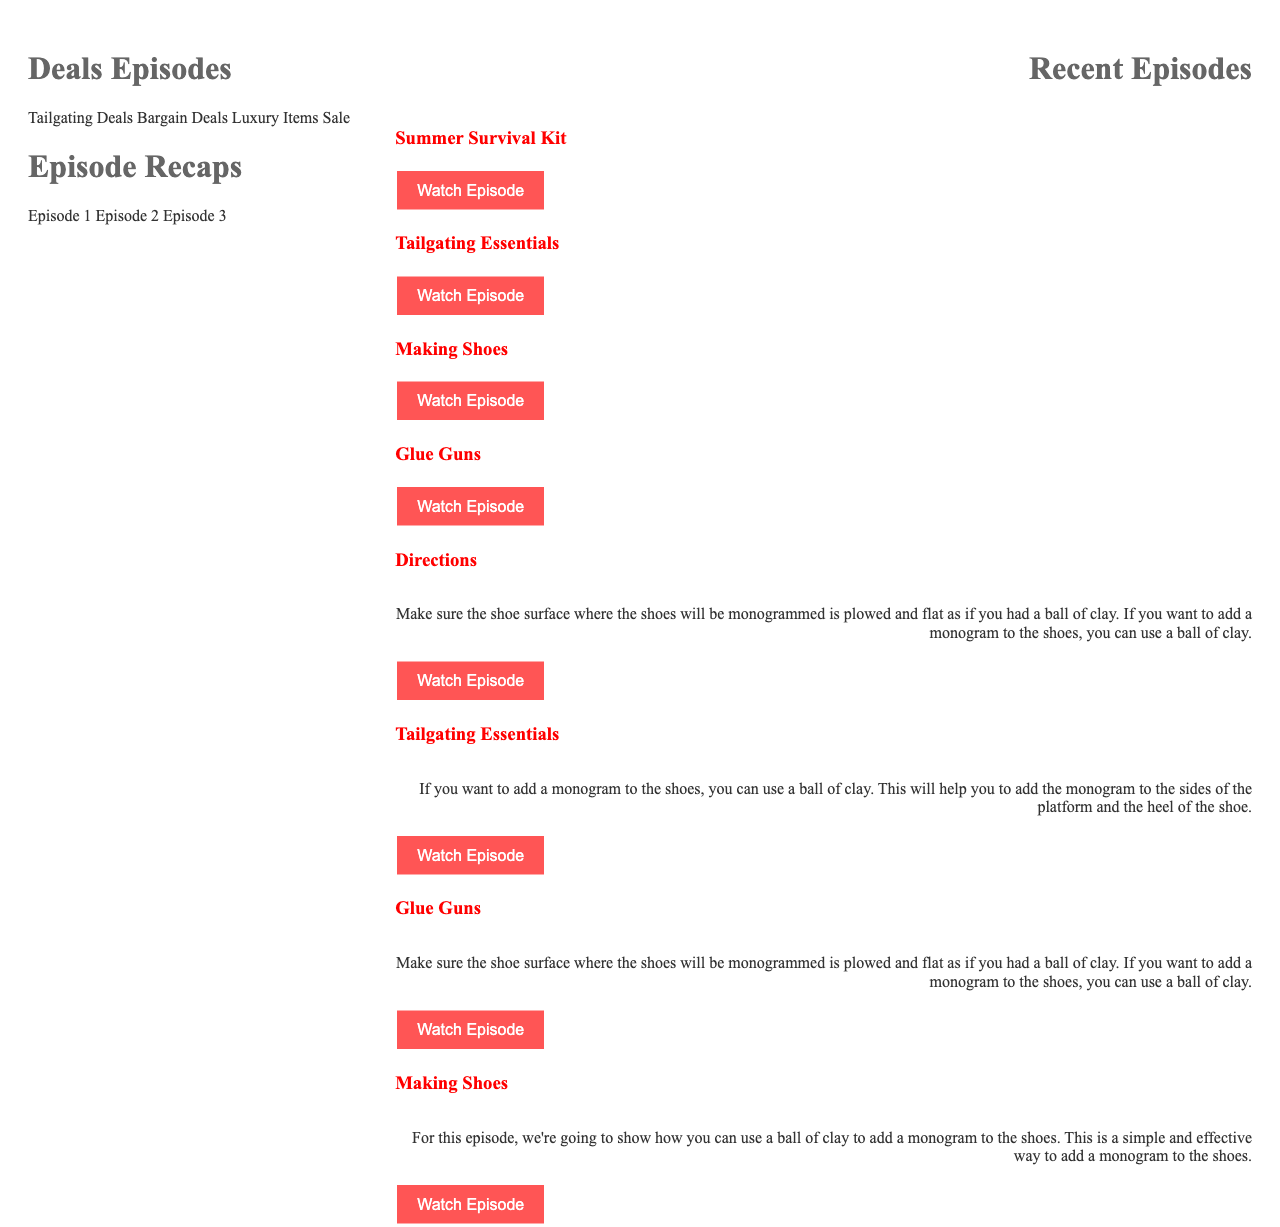 Deals Episodes
Tailgating Deals Bargain Deals Luxury Items Sale
Episode Recaps
Episode 1 Episode 2 Episode 3
Recent Episodes
Summer Survival Kit
Watch Episode
Tailgating Essentials
Watch Episode
Making Shoes
Watch Episode
Glue Guns
Watch Episode
Directions
Make sure the shoe surface where the shoes will be monogrammed is plowed and flat as if you had a ball of clay. If you want to add a
monogram to the shoes, you can use a ball of clay.
Watch Episode
Tailgating Essentials
If you want to add a monogram to the shoes, you can use a ball of clay. This will help you to add the monogram to the sides of the
platform and the heel of the shoe.
Watch Episode
Glue Guns
Make sure the shoe surface where the shoes will be monogrammed is plowed and flat as if you had a ball of clay. If you want to add a
monogram to the shoes, you can use a ball of clay.
Watch Episode
Making Shoes
For this episode, we're going to show how you can use a ball of clay to add a monogram to the shoes. This is a simple and effective
way to add a monogram to the shoes.
Watch Episode